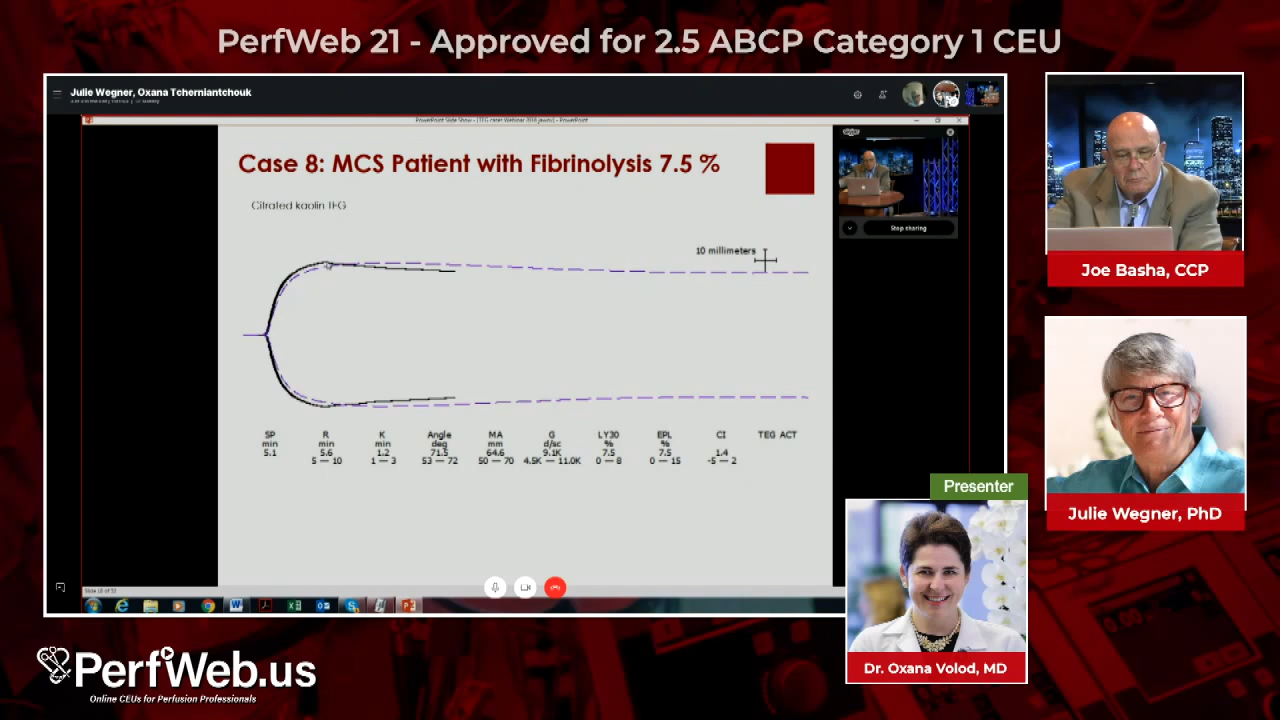 PerfWeb 21 - Approved for 2.5 ABCP Category 1 CEU
Julie Wegner, Oxana Tcherniantchouk
Case 8: MCS Patient with Fibrinolysis 7.5 %
Citrated kaolin TEG
Stop sharing
10 millimeters
SP R K Angle MA G LY30 EPL CI TEG ACT
min min min deg mm d/sc % %
5.1 5.6 1.2 71.5 64.6 9.1K 7.5 7.5 1.4
5 — 10 1 — 3 53 — 72 50 — 70 4.5K — 11.0K 0 — 8 0 — 15 -5 — 2
Joe Basha, CCP
Julie Wegner, PhD
Presenter
Dr. Oxana Volod, MD
PerfWeb.us
Online CEUs for Perfusion Professionals